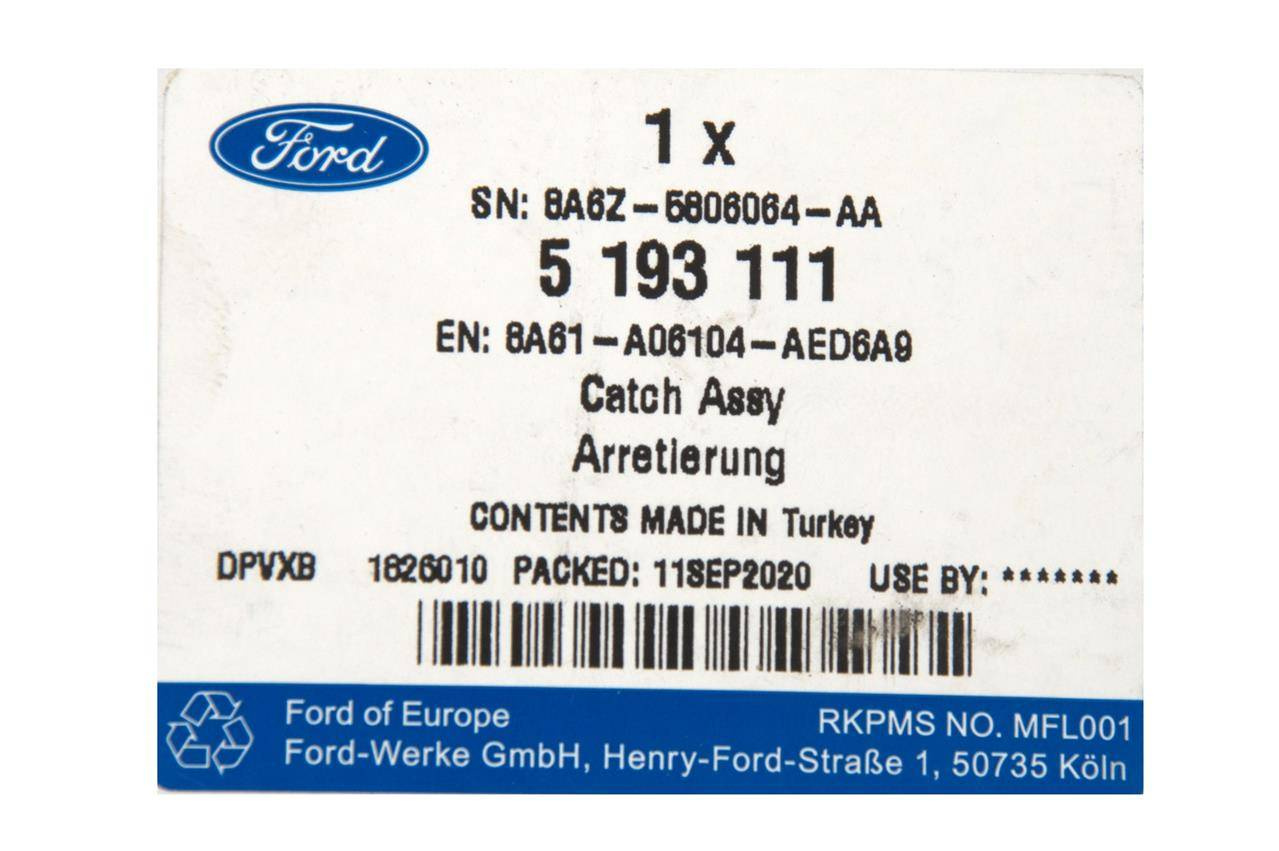 Ford
1 x
SN: 8A6Z-5806064-AA
5 193 111
EN: 8A61-A06104-AED6A9
Catch Assy
Arretierung
CONTENTS MADE IN Turkey
DPVXB 1826010 PACKED: 11SEP2020 USE BY: *******
Ford of Europe
RKPMS NO. MFL001
Ford-Werke GmbH, Henry-Ford-Straße 1, 50735 Köln